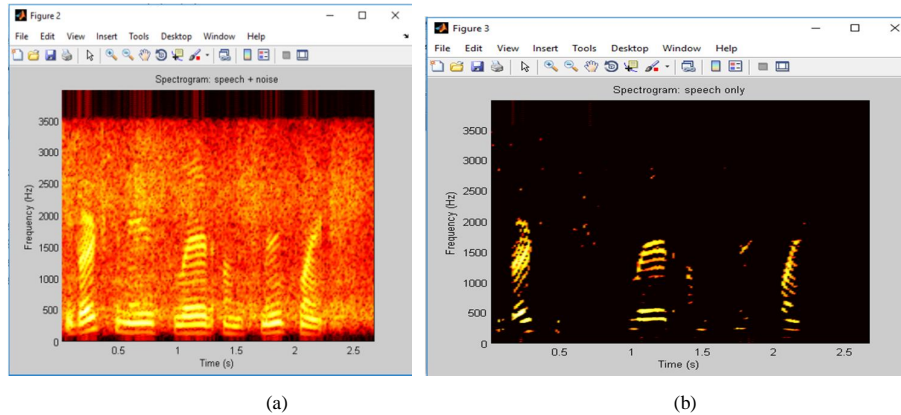 Figure 2
File Edit View Insert Tools Desktop Window Help
Spectrogram: speech + noise
3500
3000
2500
2000
1500
1000
500
0
Frequency (Hz)
0.5 1 1.5 2 2.5
Time (s)
(a)
Figure 3
File Edit View Insert Tools Desktop Window Help
Spectrogram: speech only
3500
3000
2500
2000
1500
1000
500
0
Frequency (Hz)
0.5 1 1.5 2 2.5
Time (s)
(b)